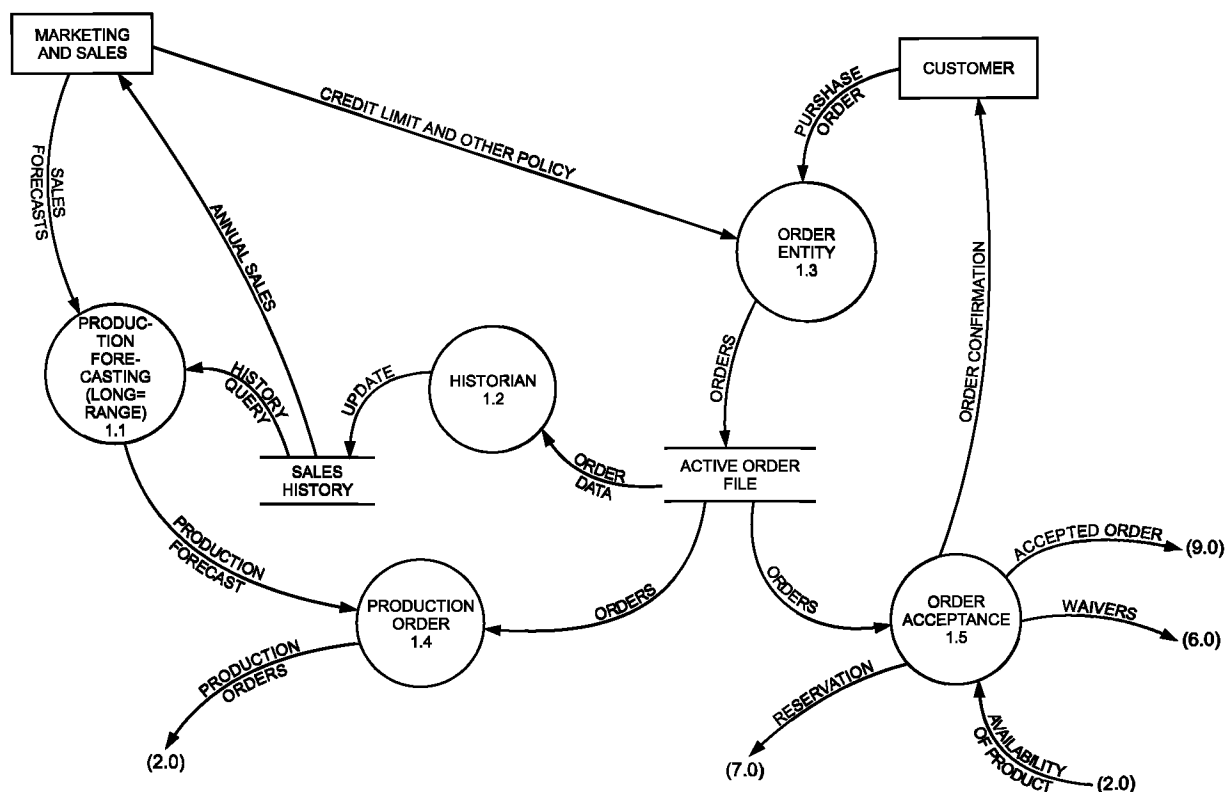 MARKETING
AND SALES
CUSTOMER
PURSHASE
ORDER
CREDIT LIMIT AND OTHER POLICY
SALES
FORECASTS
ANNUAL SALES
ORDER
ENTITY
1.3
ORDER CONFIRMATION
PRODUC-
TION
FORE-
CASTING
(LONG=
RANGE)
1.1
HISTORY
QUERY
UPDATE
HISTORIAN
1.2
ORDERS
SALES
HISTORY
ORDER
DATA
ACTIVE ORDER
FILE
PRODUCTION
FORECAST
PRODUCTION
ORDER
1.4
ORDERS
ORDERS
ORDER
ACCEPTANCE
1.5
ACCEPTED ORDER
(9.0)
WAIVERS
(6.0)
PRODUCTION
ORDERS
(2.0)
RESERVATION
(7.0)
AVAILABILITY
OF PRODUCT
(2.0)